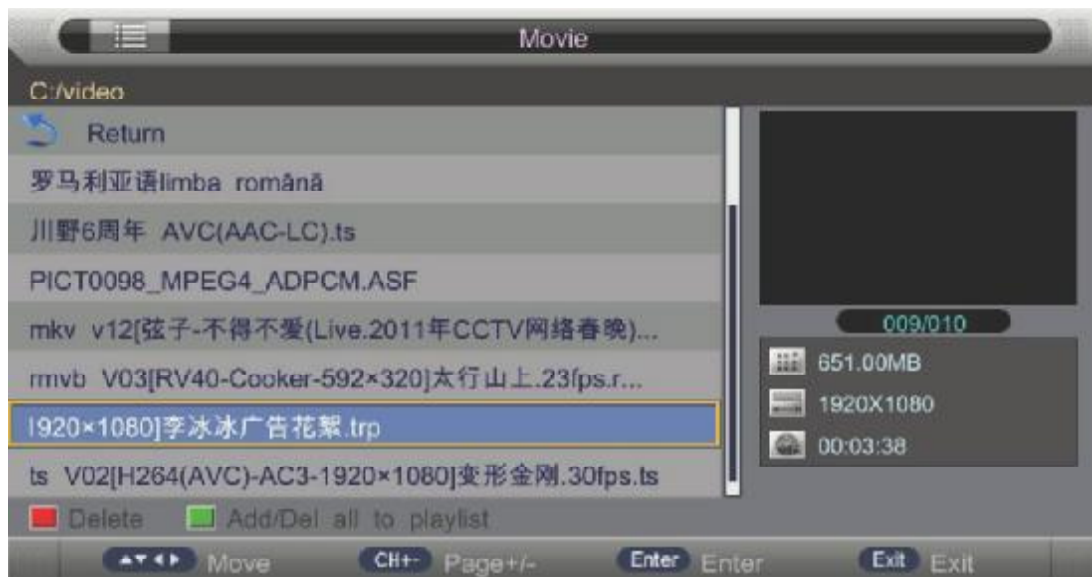 Movie
C:/video
Return
罗马利亚语limba română
川野6周年 AVC(AAC-LC).ts
PICT0098_MPEG4_ADPCM.ASF
mkv v12[弦子-不得不爱(Live.2011年CCTV网络春晚)...
rmvb V03[RV40-Cooker-592×320]太行山上.23fps.r...
1920×1080]李冰冰广告花絮.trp
ts V02[H264(AVC)-AC3-1920×1080]变形金刚.30fps.ts
009/010
651.00MB
1920X1080
00:03:38
Delete Add/Del all to playlist
Move CH+- Page+/- Enter Enter Exit Exit